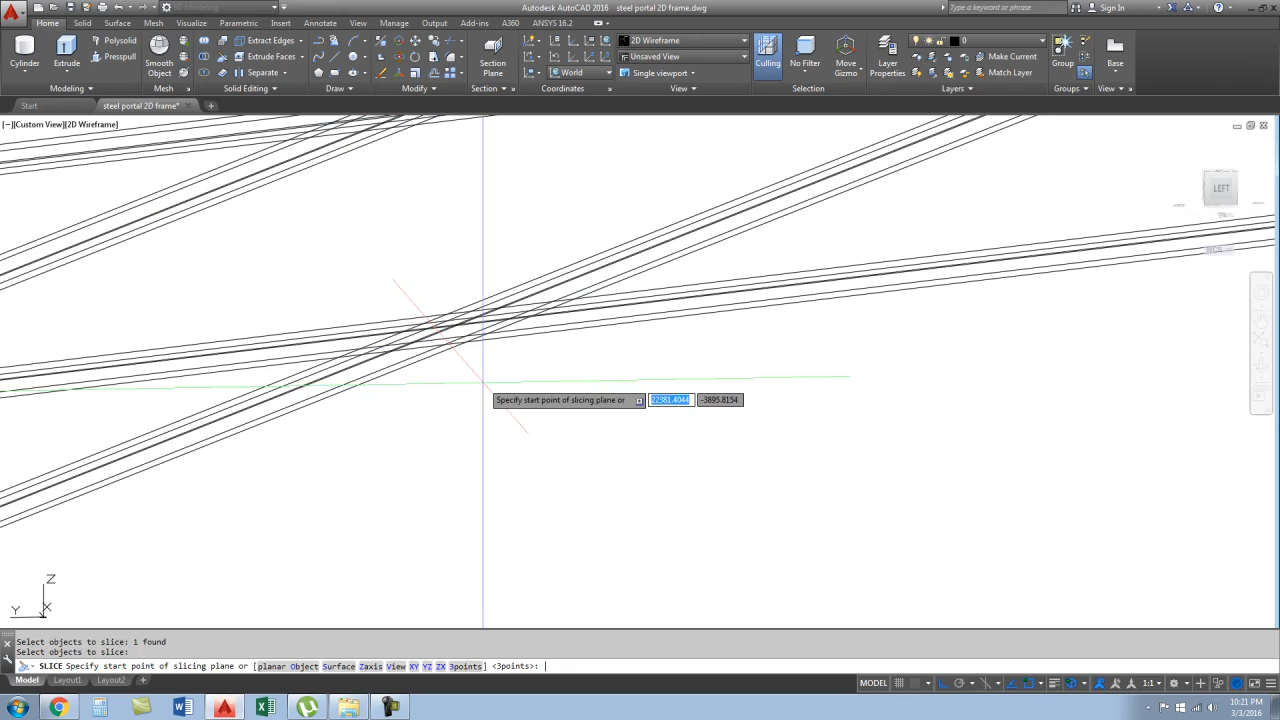 3D Modeling
Autodesk AutoCAD 2016 steel portal 2D frame.dwg
Type a keyword or phrase
Sign In
Home Solid Surface Mesh Visualize Parametric Insert Annotate View Manage Output Add-ins A360 ANSYS 16.2
Cylinder
Extrude
Polysolid
Presspull
Smooth Object
Extract Edges
Extrude Faces
Separate
Section Plane
World
2D Wireframe
Unsaved View
Single viewport
Culling
No Filter
Move Gizmo
Layer Properties
0
Make Current
Match Layer
Group
Base
Modeling Mesh Solid Editing Draw Modify Section Coordinates View Selection Layers Groups View
Start steel portal 2D frame*
[−][Custom View][2D Wireframe]
LEFT
WCS
Specify start point of slicing plane or 22381.4044 -3895.8154
Z
Y X
Select objects to slice: 1 found
Select objects to slice:
SLICE Specify start point of slicing plane or [planar Object Surface Zaxis View XY YZ ZX 3points] <3points>:
Model Layout1 Layout2
MODEL 1:1
10:21 PM
3/3/2016